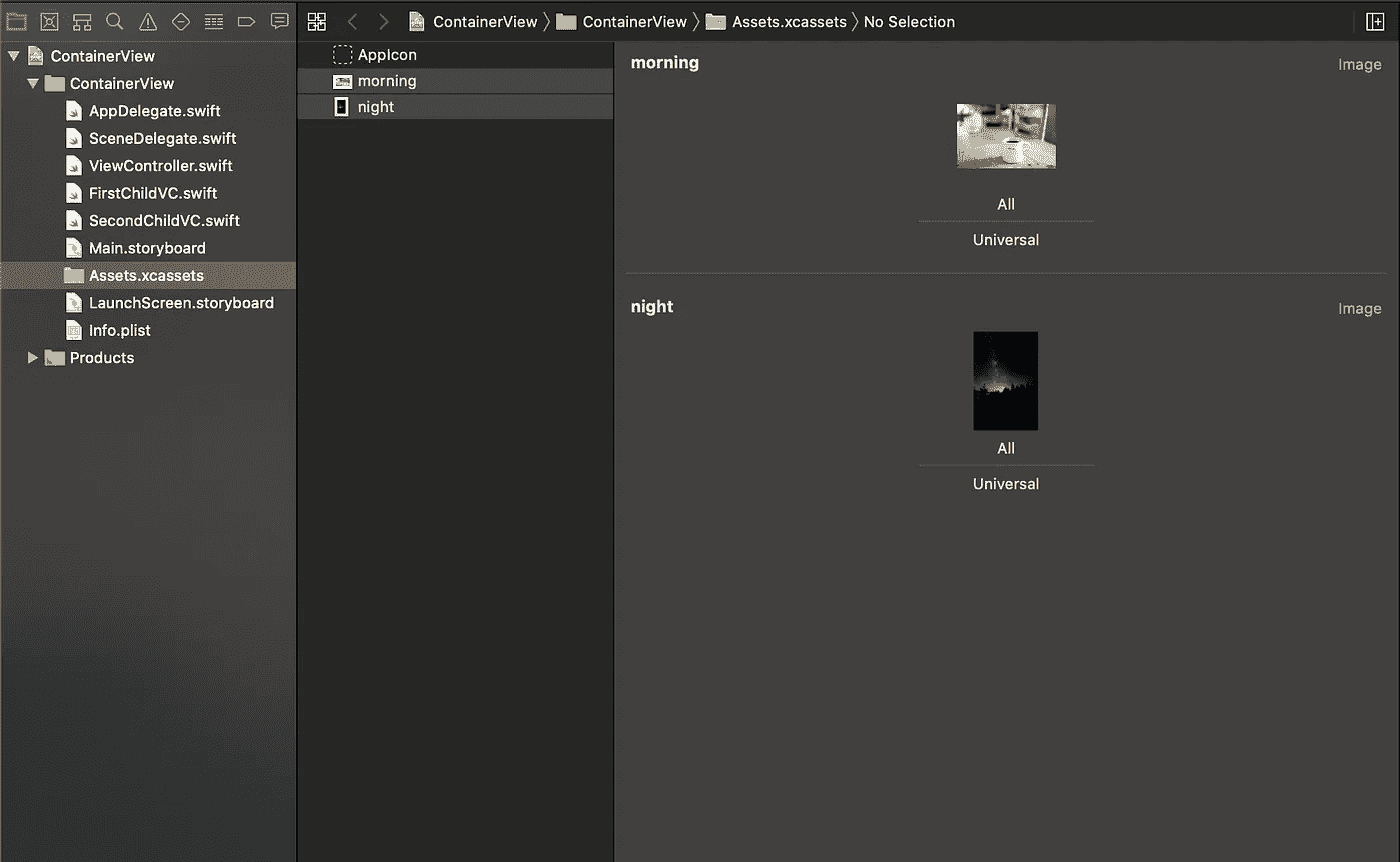 ContainerView
ContainerView
AppDelegate.swift
SceneDelegate.swift
ViewController.swift
FirstChildVC.swift
SecondChildVC.swift
Main.storyboard
Assets.xcassets
LaunchScreen.storyboard
Info.plist
Products
ContainerView ContainerView Assets.xcassets No Selection
AppIcon
morning
night
morning Image
All
Universal
night Image
All
Universal